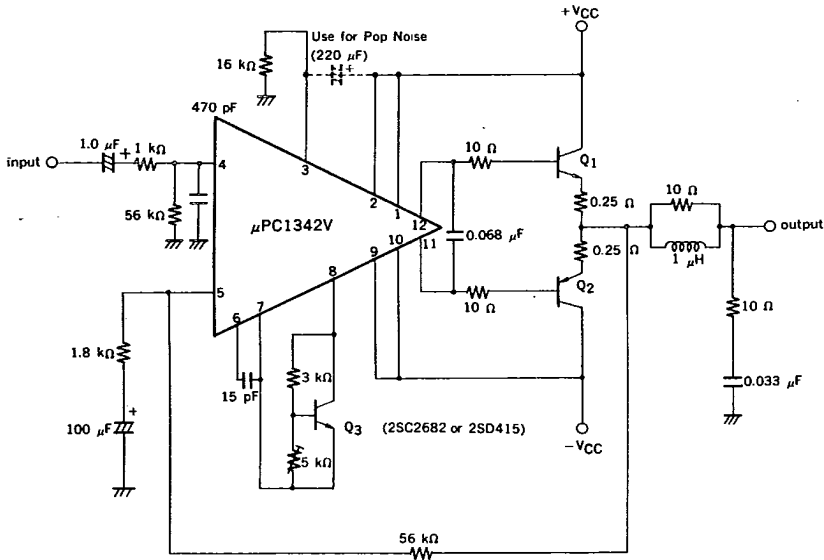 +VCC
Use for Pop Noise
(220 μF)
+
16 kΩ
470 pF
1.0 μF
+
1 kΩ
input
4
3
56 kΩ
μPC1342V
2
1
12
11
10 Ω
Q1
0.25 Ω
10 Ω
output
0.068 μF
9
10
0.25 Ω
1 μH
Q2
10 Ω
10 Ω
5
8
6
7
1.8 kΩ
15 pF
3 kΩ
0.033 μF
+
100 μF
Q3
(2SC2682 or 2SD415)
−VCC
5 kΩ
56 kΩ